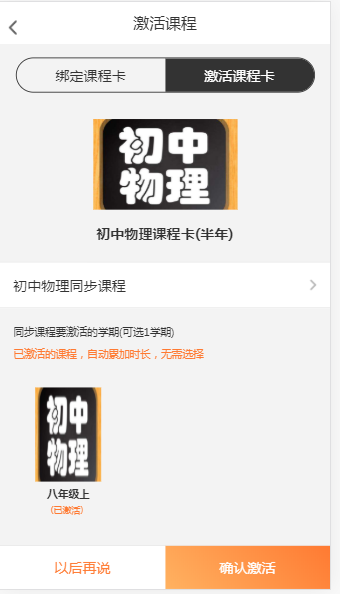 激活课程
绑定课程卡
激活课程卡
初中
物理
初中物理课程卡(半年)
初中物理同步课程
同步课程要激活的学期(可选1学期)
已激活的课程，自动累加时长，无需选择
初中
物理
八年级上
(已激活)
以后再说
确认激活